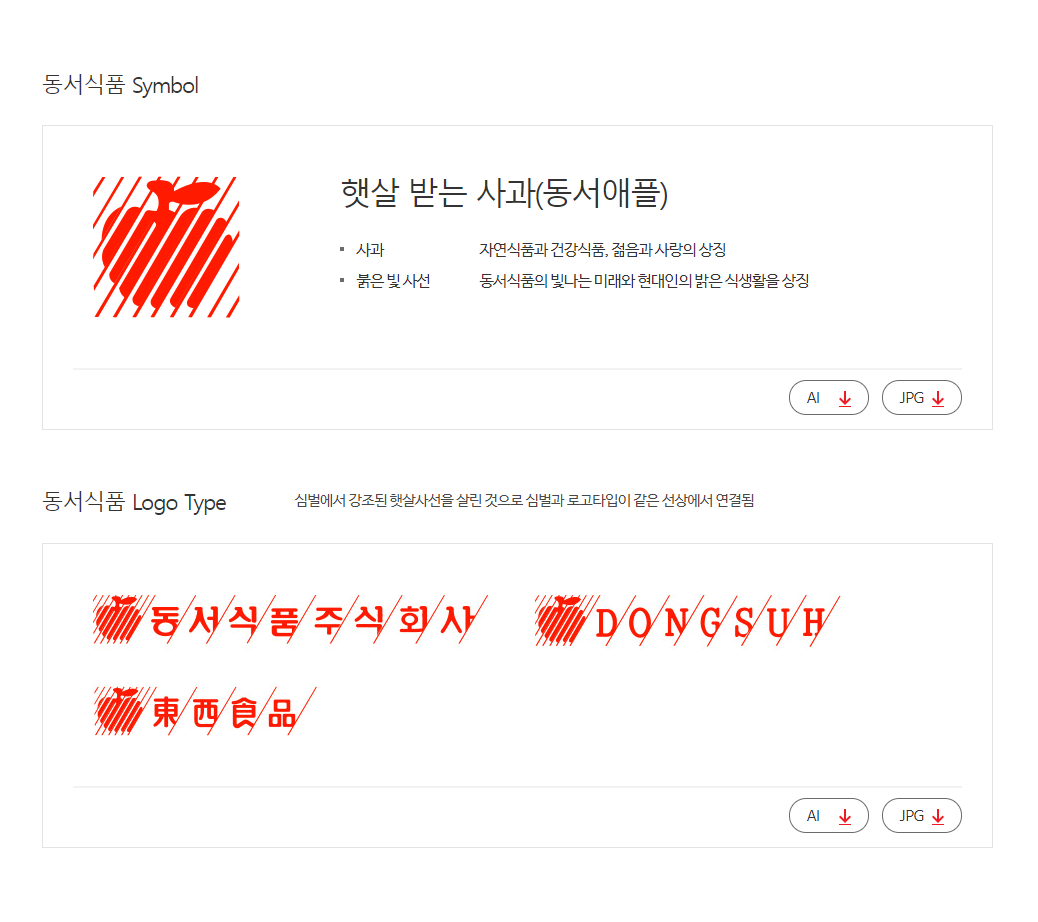 동서식품 Symbol
햇살 받는 사과(동서애플)
사과 자연식품과 건강식품, 젊음과 사랑의 상징
붉은 빛 사선 동서식품의 빛나는 미래와 현대인의 밝은 식생활을 상징
AI JPG
동서식품 Logo Type 심벌에서 강조된 햇살사선을 살린 것으로 심벌과 로고타입이 같은 선상에서 연결됨
동서식품주식회사 DONGSUH
東西食品
AI JPG